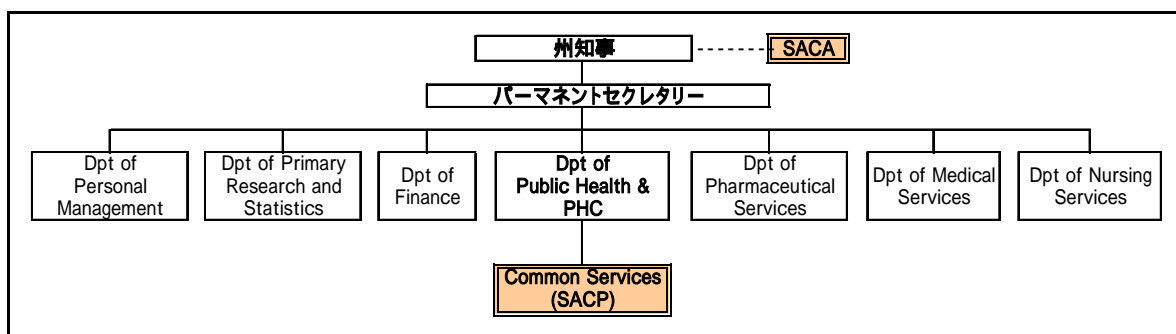 州知事
SACA
パーマネントセクレタリー
Dpt of
Personal
Management
Dpt of Primary
Research and
Statistics
Dpt of
Finance
Dpt of
Public Health &
PHC
Dpt of
Pharmaceutical
Services
Dpt of Medical
Services
Dpt of Nursing
Services
Common Services
(SACP)